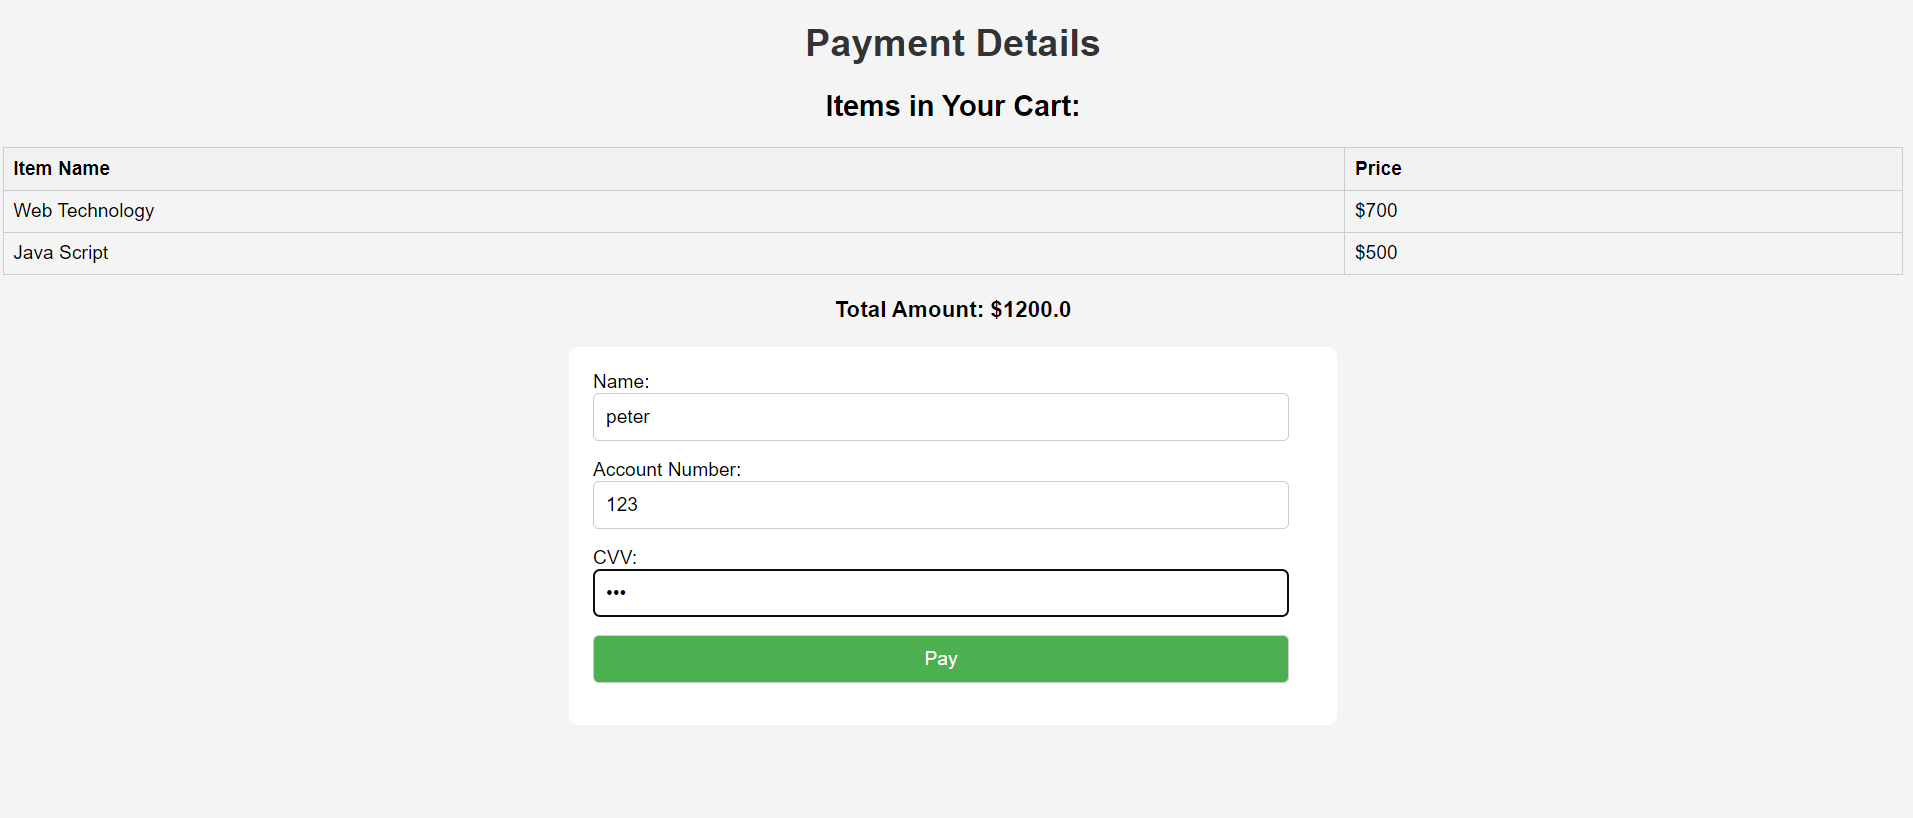 Payment Details
Items in Your Cart:
Item Name Price
Web Technology $700
Java Script $500
Total Amount: $1200.0
Name:
peter
Account Number:
123
CVV:
•••
Pay